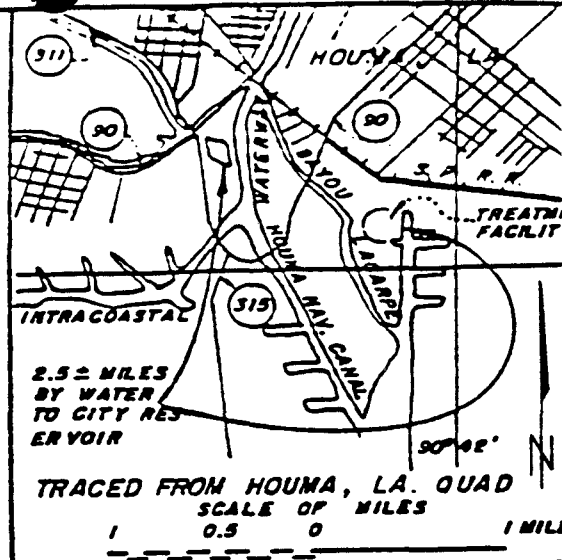 311
HOUMA, LA
90
90
S. P. R. R.
WATERWAY
BAYOU
TREATM
FACILIT
LACARPE
HOUMA NAV. CANAL
315
INTRACOASTAL
2.5 ± MILES
BY WATER
TO CITY RES
ERVOIR
90° 42'
N
TRACED FROM HOUMA, LA. QUAD
SCALE OF MILES
1 0.5 0 1 MILE